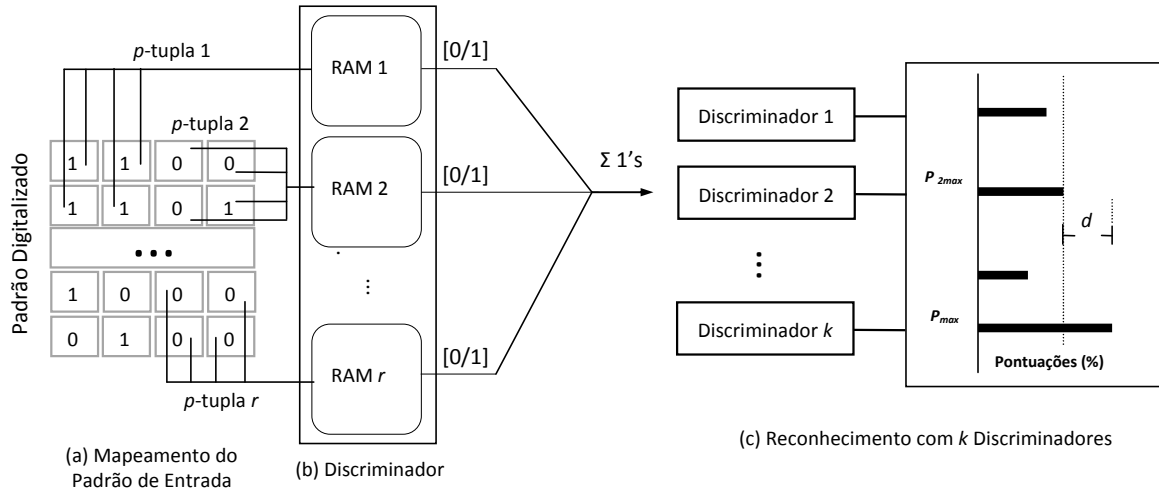 p-tupla 1
p-tupla 2
Padrão Digitalizado
1 1 0 0
1 1 0 1
...
1 0 0 0
0 1 0 0
p-tupla r
(a) Mapeamento do
Padrão de Entrada
RAM 1
RAM 2
...
RAM r
(b) Discriminador
[0/1]
[0/1]
[0/1]
Σ 1's
Discriminador 1
Discriminador 2
...
Discriminador k
P 2max
d
Pmax
Pontuações (%)
(c) Reconhecimento com k Discriminadores